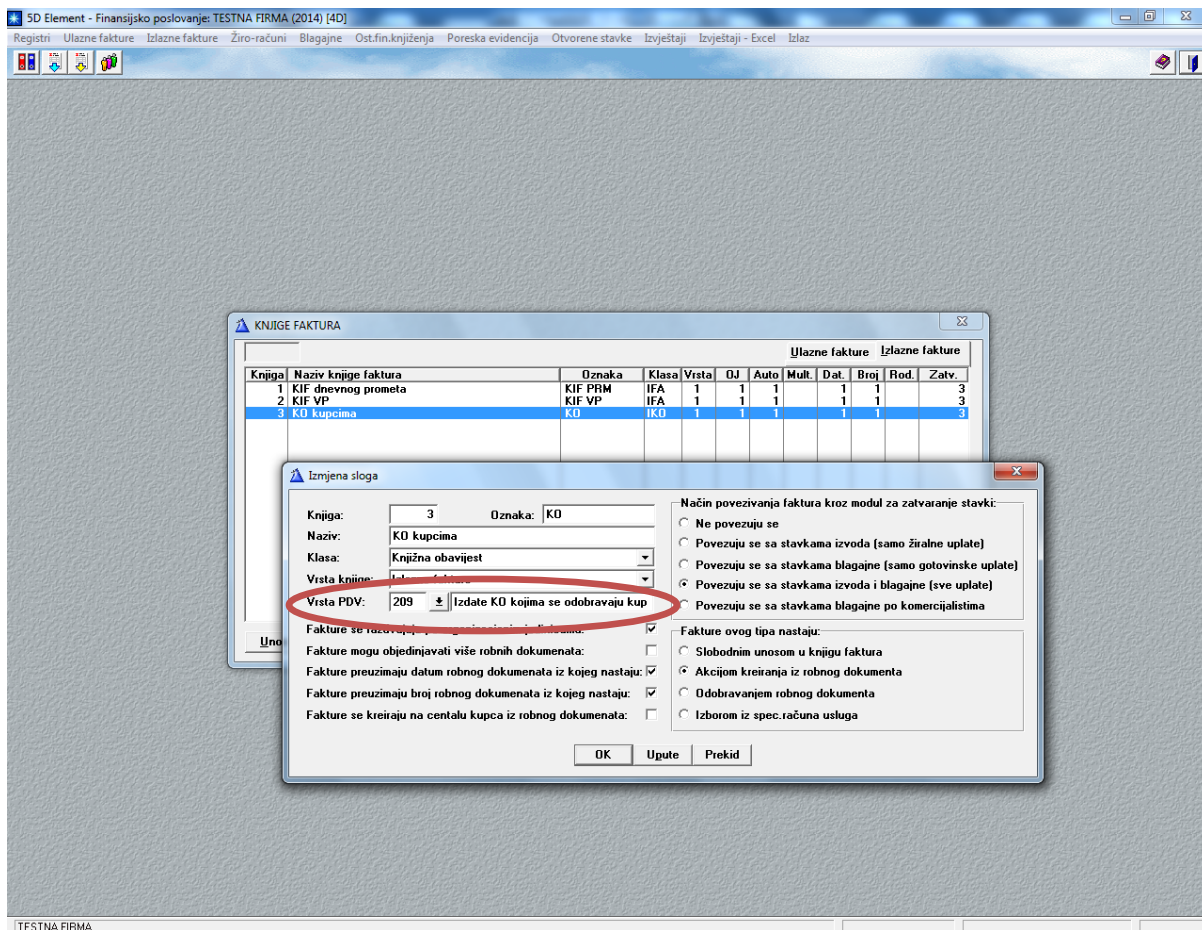 5D Element - Finansijsko poslovanje: TESTNA FIRMA (2014) [4D]
Registri Ulazne fakture Izlazne fakture Žiro-računi Blagajne Ost.fin.knjiženja Poreska evidencija Otvorene stavke Izvještaji Izvještaji - Excel Izlaz
KNJIGE FAKTURA
Ulazne fakture Izlazne fakture
Knjiga Naziv knjige faktura Oznaka Klasa Vrsta OJ Auto Mult. Dat. Broj Rod. Zatv.
1 KIF dnevnog prometa KIF PRM IFA 1 1 1 1 1 3
2 KIF VP KIF VP IFA 1 1 1 1 1 3
3 KO kupcima KO IKO 1 1 1 1 1 3
Uno
Izmjena sloga
Knjiga: 3 Oznaka: KO
Naziv: KO kupcima
Klasa: Knjižna obavijest
Vrsta knjige:
Vrsta PDV: 209 Izdate KO kojima se odobravaju kup
Fakture se
Fakture mogu objedinjavati više robnih dokumenata:
Fakture preuzimaju datum robnog dokumenata iz kojeg nastaju:
Fakture preuzimaju broj robnog dokumenata iz kojeg nastaju:
Fakture se kreiraju na centalu kupca iz robnog dokumenata:
Način povezivanja faktura kroz modul za zatvaranje stavki:
Ne povezuju se
Povezuju se sa stavkama izvoda (samo žiralne uplate)
Povezuju se sa stavkama blagajne (samo gotovinske uplate)
Povezuju se sa stavkama izvoda i blagajne (sve uplate)
Povezuju se sa stavkama blagajne po komercijalistima
Fakture ovog tipa nastaju:
Slobodnim unosom u knjigu faktura
Akcijom kreiranja iz robnog dokumenta
Odobravanjem robnog dokumenta
Izborom iz spec.računa usluga
OK Upute Prekid
TESTNA FIRMA